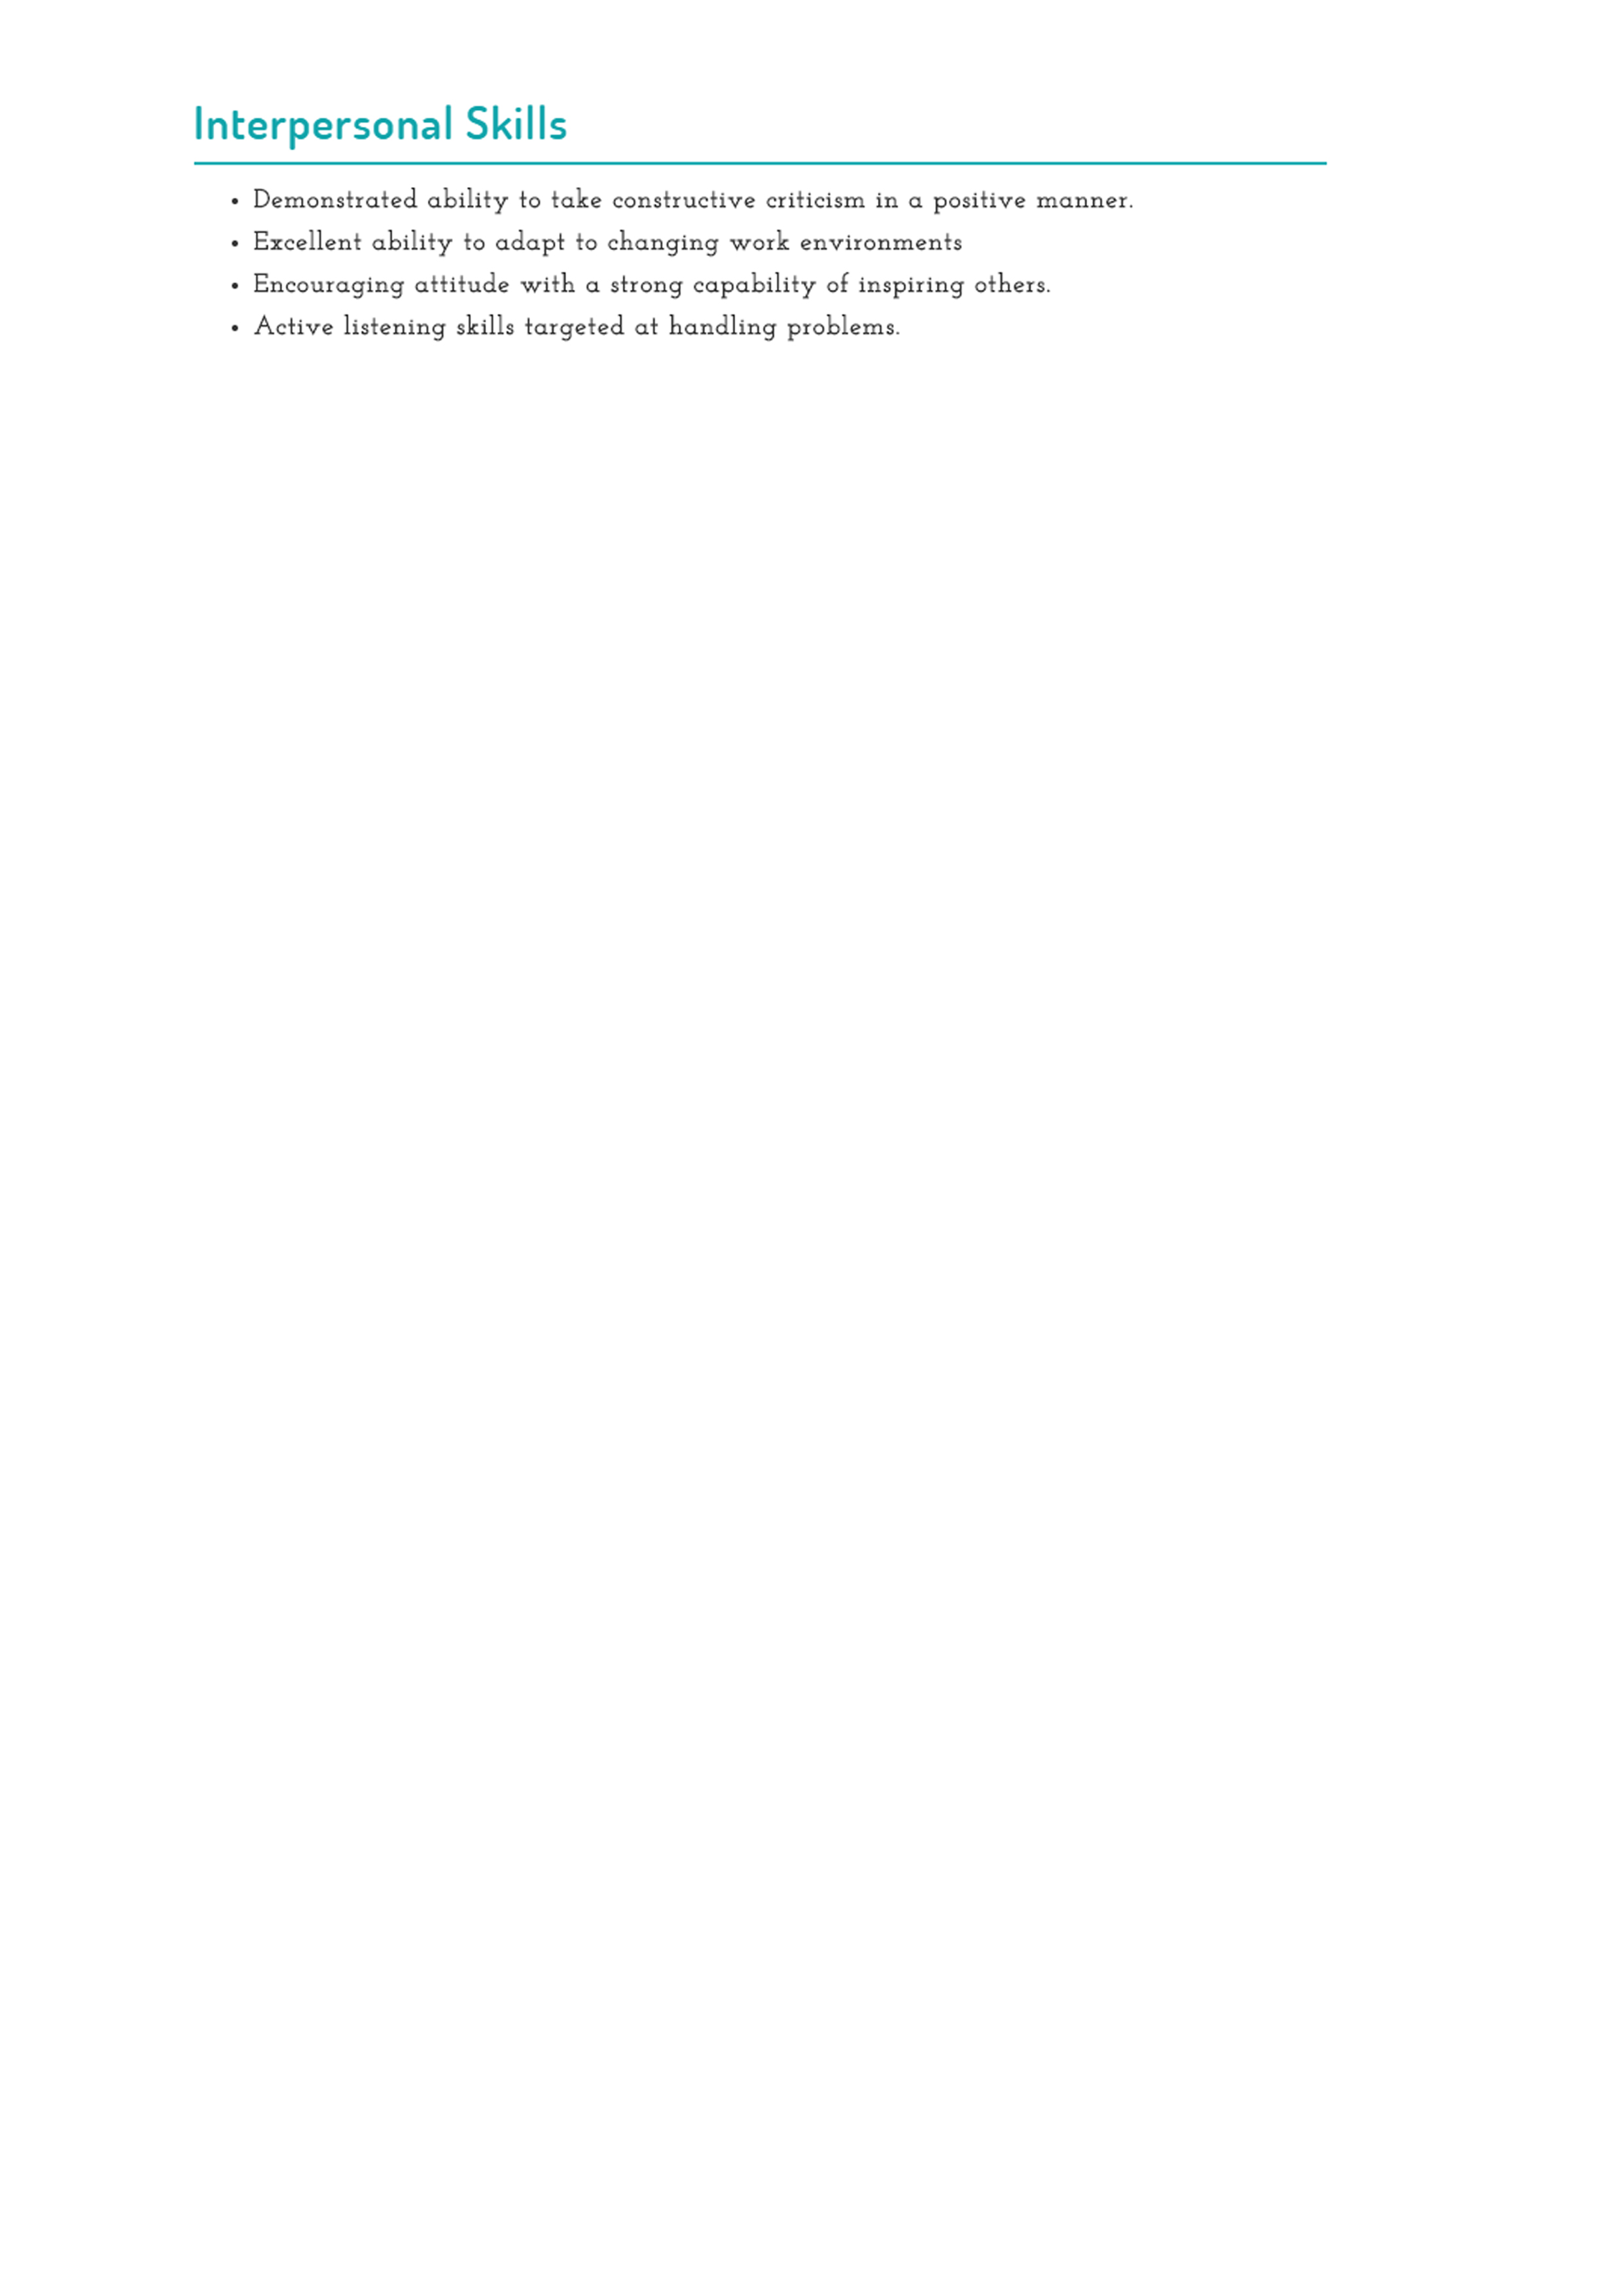 Interpersonal Skills
• Demonstrated ability to take constructive criticism in a positive manner.
• Excellent ability to adapt to changing work environments
• Encouraging attitude with a strong capability of inspiring others.
• Active listening skills targeted at handling problems.